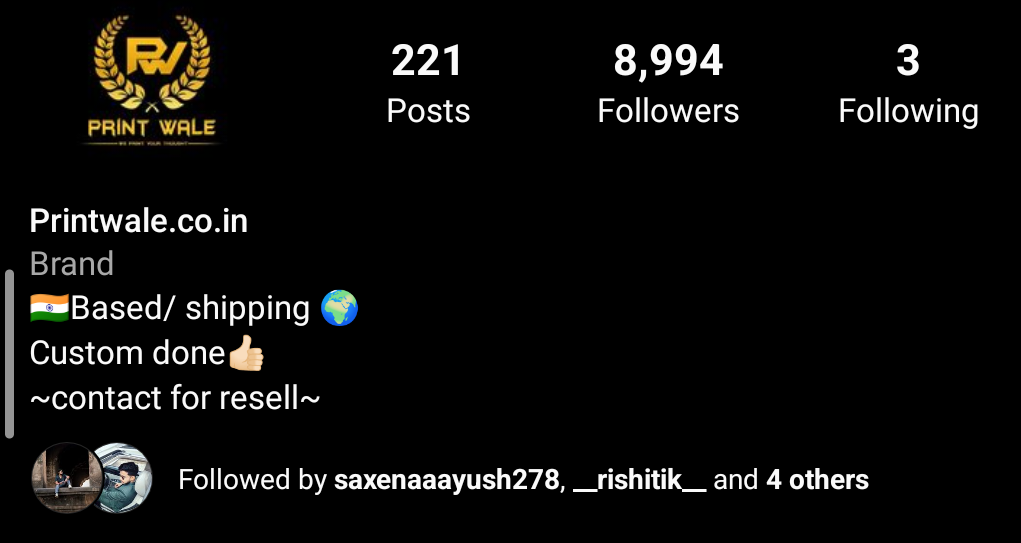 PW
PRINT WALE
WE PRINT YOUR THOUGHT
221
Posts
8,994
Followers
3
Following
Printwale.co.in
Brand
🇮🇳Based/ shipping 🌍
Custom done👍🏻
~contact for resell~
Followed by saxenaaayush278, __rishitik__ and 4 others